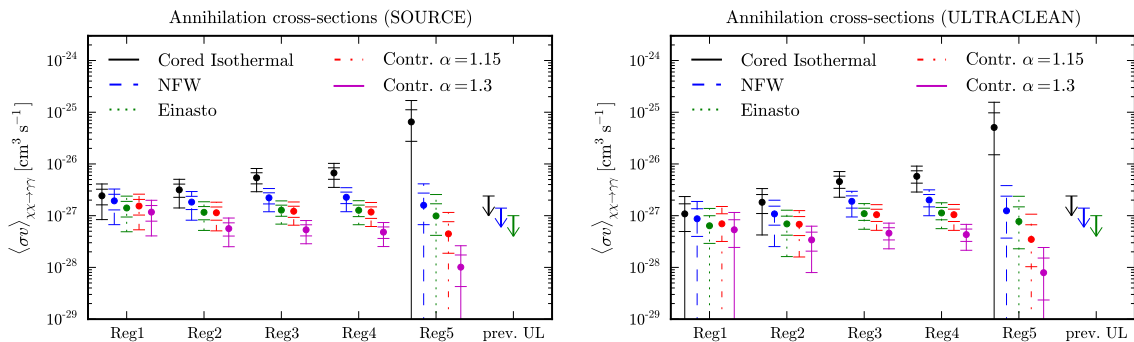 Annihilation cross-sections (SOURCE)
⟨σv⟩χχ→γγ [cm³ s⁻¹]
10⁻²⁴
10⁻²⁵
10⁻²⁶
10⁻²⁷
10⁻²⁸
10⁻²⁹
Cored Isothermal
NFW
Einasto
Contr. α=1.15
Contr. α=1.3
Reg1 Reg2 Reg3 Reg4 Reg5 prev. UL
Annihilation cross-sections (ULTRACLEAN)
⟨σv⟩χχ→γγ [cm³ s⁻¹]
10⁻²⁴
10⁻²⁵
10⁻²⁶
10⁻²⁷
10⁻²⁸
10⁻²⁹
Cored Isothermal
NFW
Einasto
Contr. α=1.15
Contr. α=1.3
Reg1 Reg2 Reg3 Reg4 Reg5 prev. UL